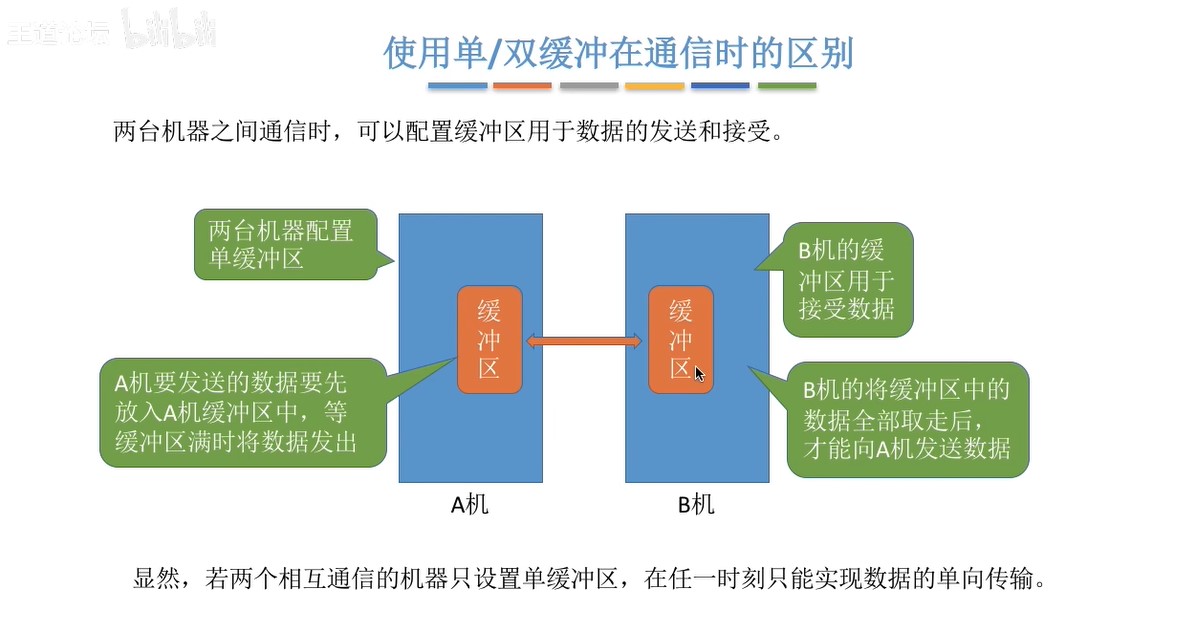 王道论坛 bilibili
使用单/双缓冲在通信时的区别
两台机器之间通信时，可以配置缓冲区用于数据的发送和接受。
两台机器配置
单缓冲区
B机的缓
冲区用于
接受数据
缓
冲
区
缓
冲
区
A机要发送的数据要先
放入A机缓冲区中，等
缓冲区满时将数据发出
B机的将缓冲区中的
数据全部取走后，
才能向A机发送数据
A机
B机
显然，若两个相互通信的机器只设置单缓冲区，在任一时刻只能实现数据的单向传输。